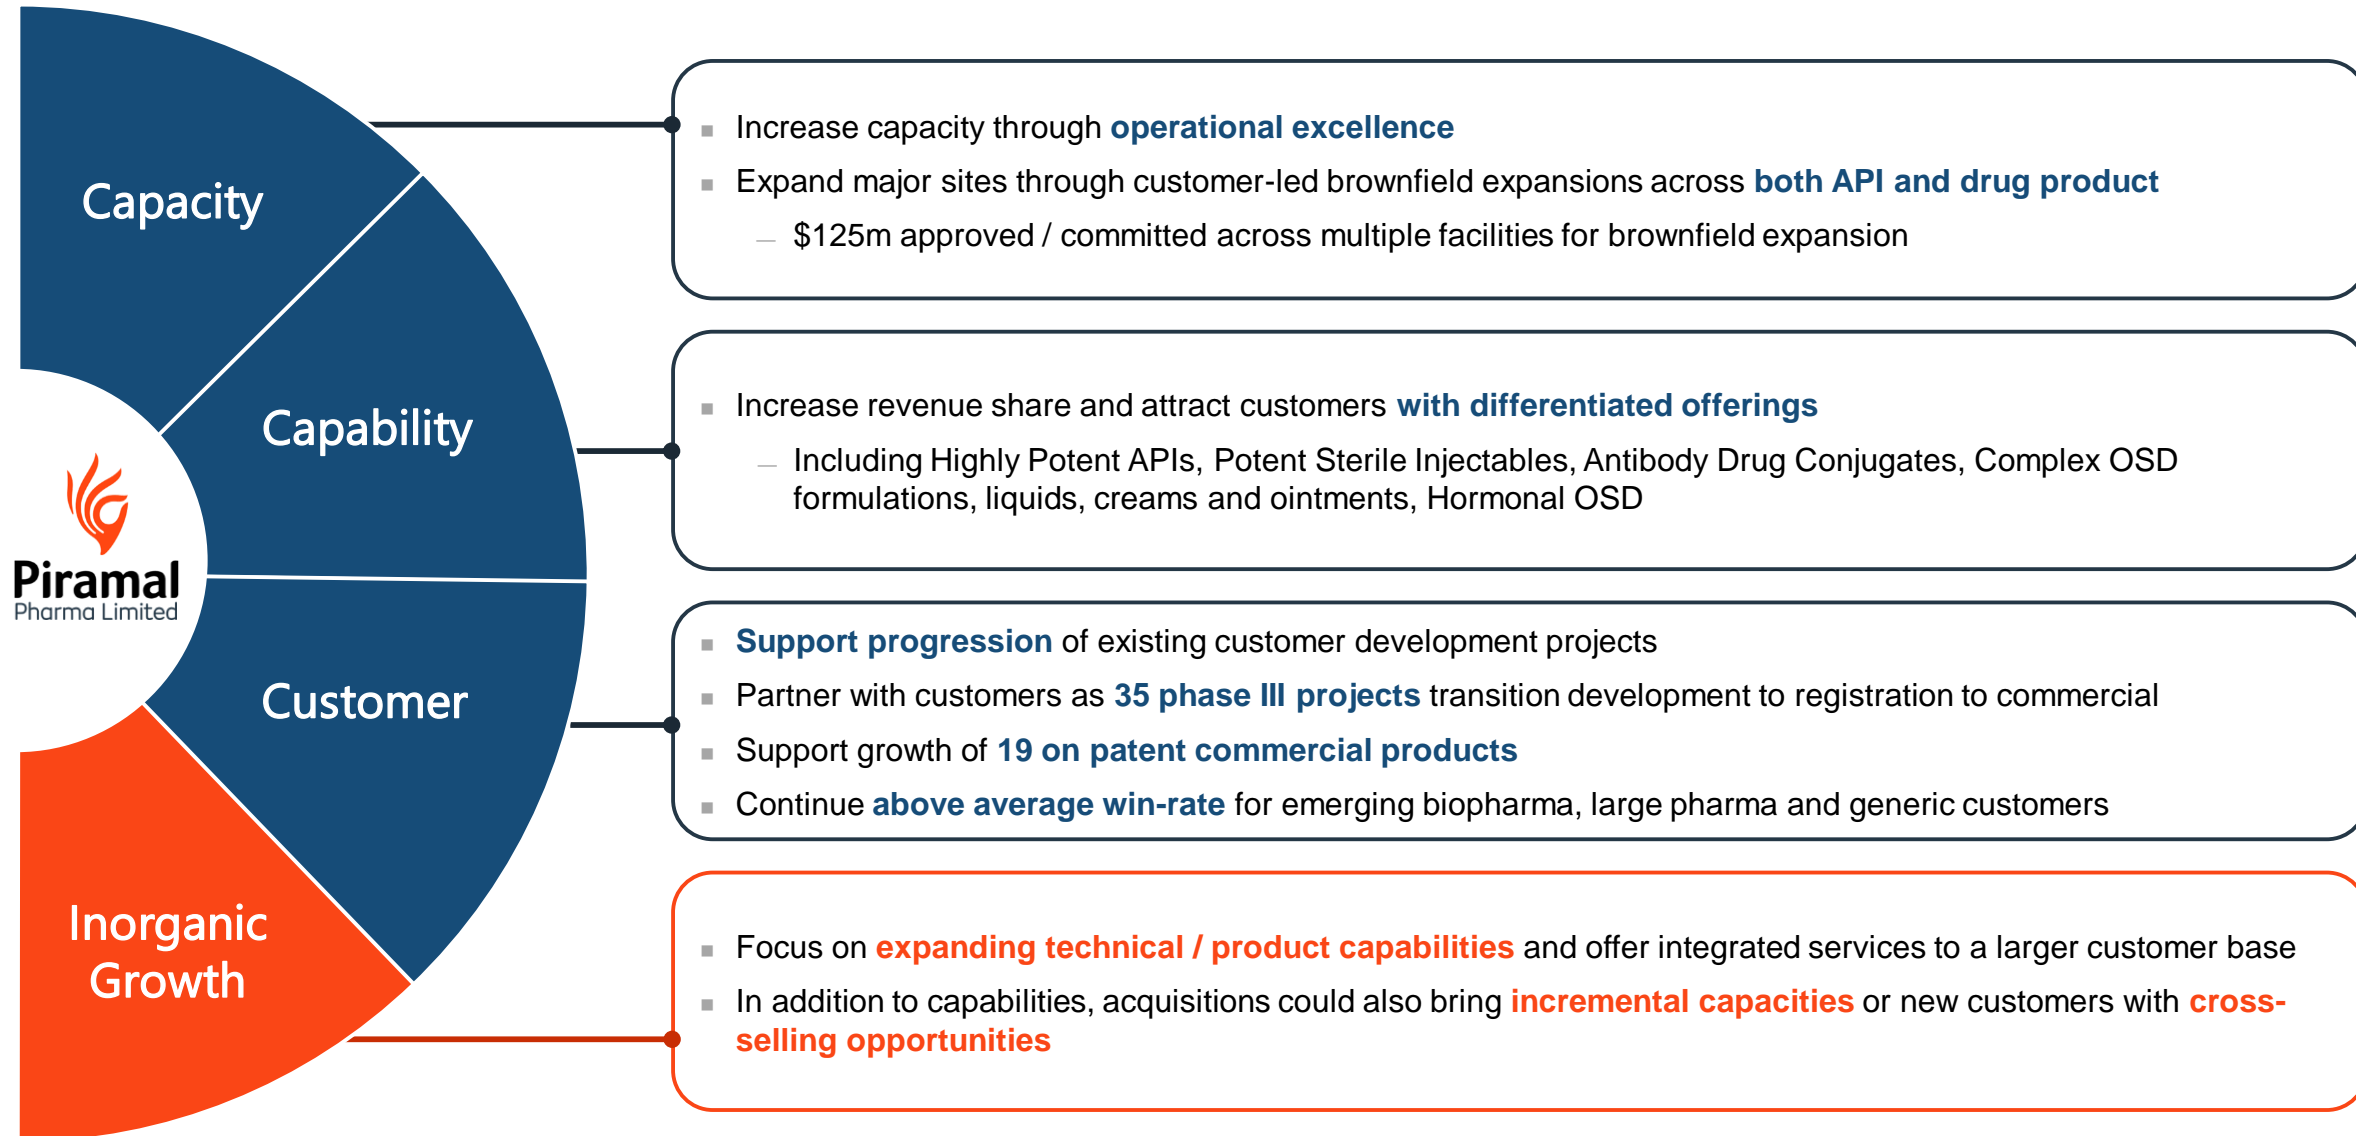 Capacity
Increase capacity through operational excellence
Expand major sites through customer-led brownfield expansions across both API and drug product
$125m approved / committed across multiple facilities for brownfield expansion
Capability
Increase revenue share and attract customers with differentiated offerings
Including Highly Potent APIs, Potent Sterile Injectables, Antibody Drug Conjugates, Complex OSD
formulations, liquids, creams and ointments, Hormonal OSD
Piramal
Pharma Limited
Customer
Support progression of existing customer development projects
Partner with customers as 35 phase III projects transition development to registration to commercial
Support growth of 19 on patent commercial products
Continue above average win-rate for emerging biopharma, large pharma and generic customers
Inorganic
Growth
Focus on expanding technical / product capabilities and offer integrated services to a larger customer base
In addition to capabilities, acquisitions could also bring incremental capacities or new customers with cross-
selling opportunities